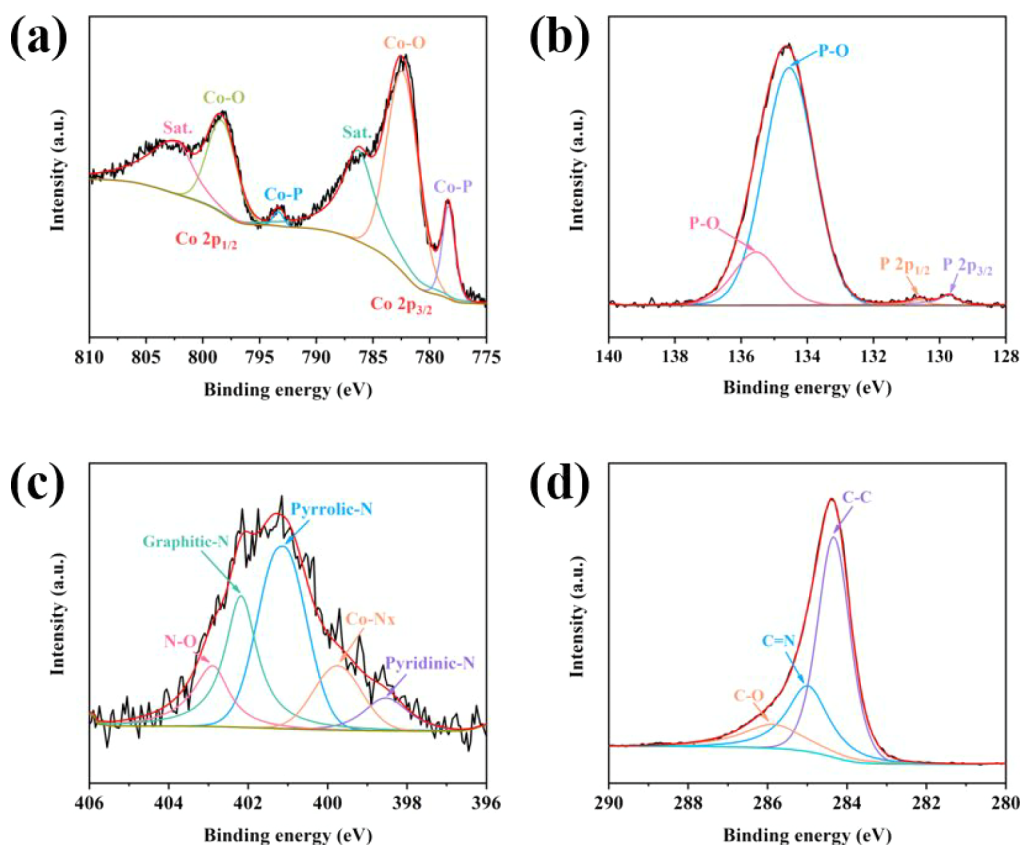 (a)
Co-O
Co-O
Sat.
Sat.
Co-P
Co-P
Co 2p1/2
Co 2p3/2
Intensity (a.u.)
810 805 800 795 790 785 780 775
Binding energy (eV)
(b)
P-O
P-O
P 2p1/2
P 2p3/2
Intensity (a.u.)
140 138 136 134 132 130 128
Binding energy (eV)
(c)
Pyrrolic-N
Graphitic-N
N-O
Co-Nx
Pyridinic-N
Intensity (a.u.)
406 404 402 400 398 396
Binding energy (eV)
(d)
C-C
C=N
C-O
Intensity (a.u.)
290 288 286 284 282 280
Binding energy (eV)